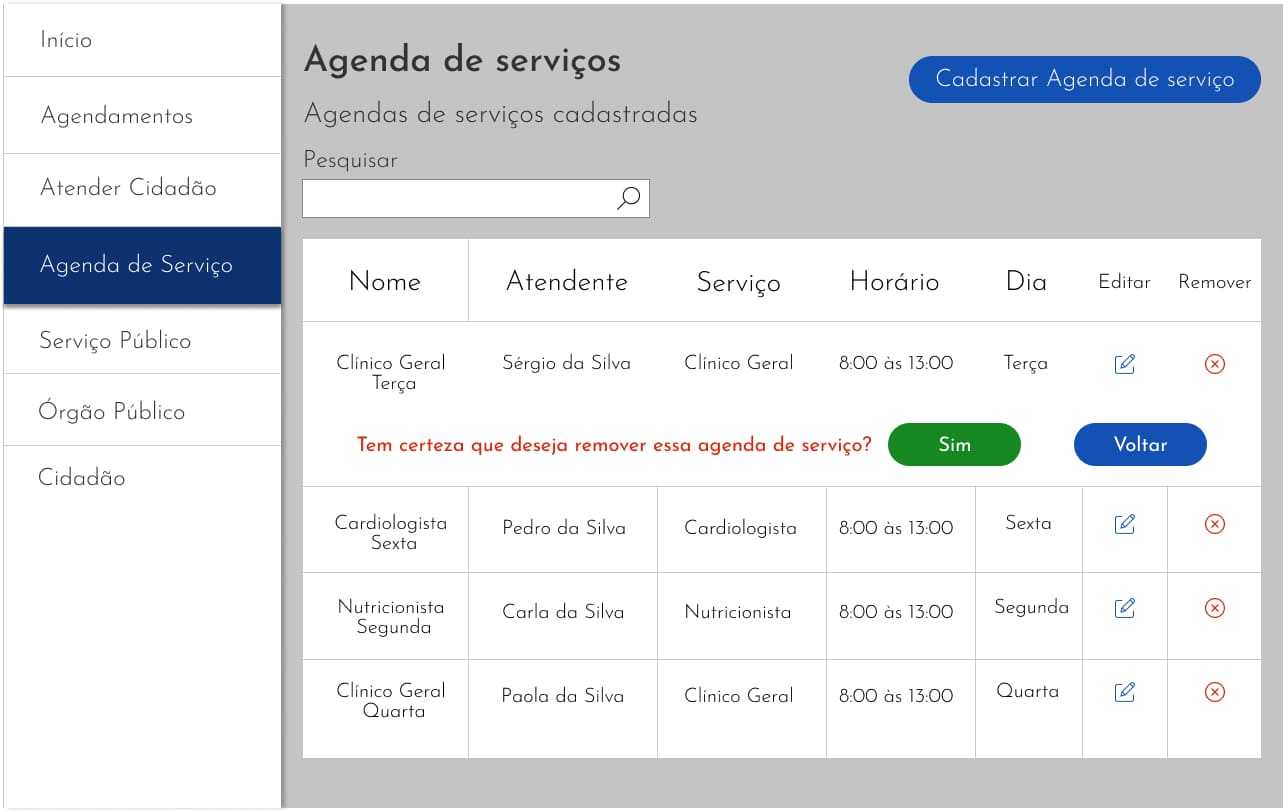 Início
Agendamentos
Atender Cidadão
Agenda de Serviço
Serviço Público
Órgão Público
Cidadão
Agenda de serviços
Cadastrar Agenda de serviço
Agendas de serviços cadastradas
Pesquisar
Nome Atendente Serviço Horário Dia Editar Remover
Clínico Geral Sérgio da Silva Clínico Geral 8:00 às 13:00 Terça
Terça
Tem certeza que deseja remover essa agenda de serviço? Sim Voltar
Cardiologista Pedro da Silva Cardiologista 8:00 às 13:00 Sexta
Sexta
Nutricionista Carla da Silva Nutricionista 8:00 às 13:00 Segunda
Segunda
Clínico Geral Paola da Silva Clínico Geral 8:00 às 13:00 Quarta
Quarta